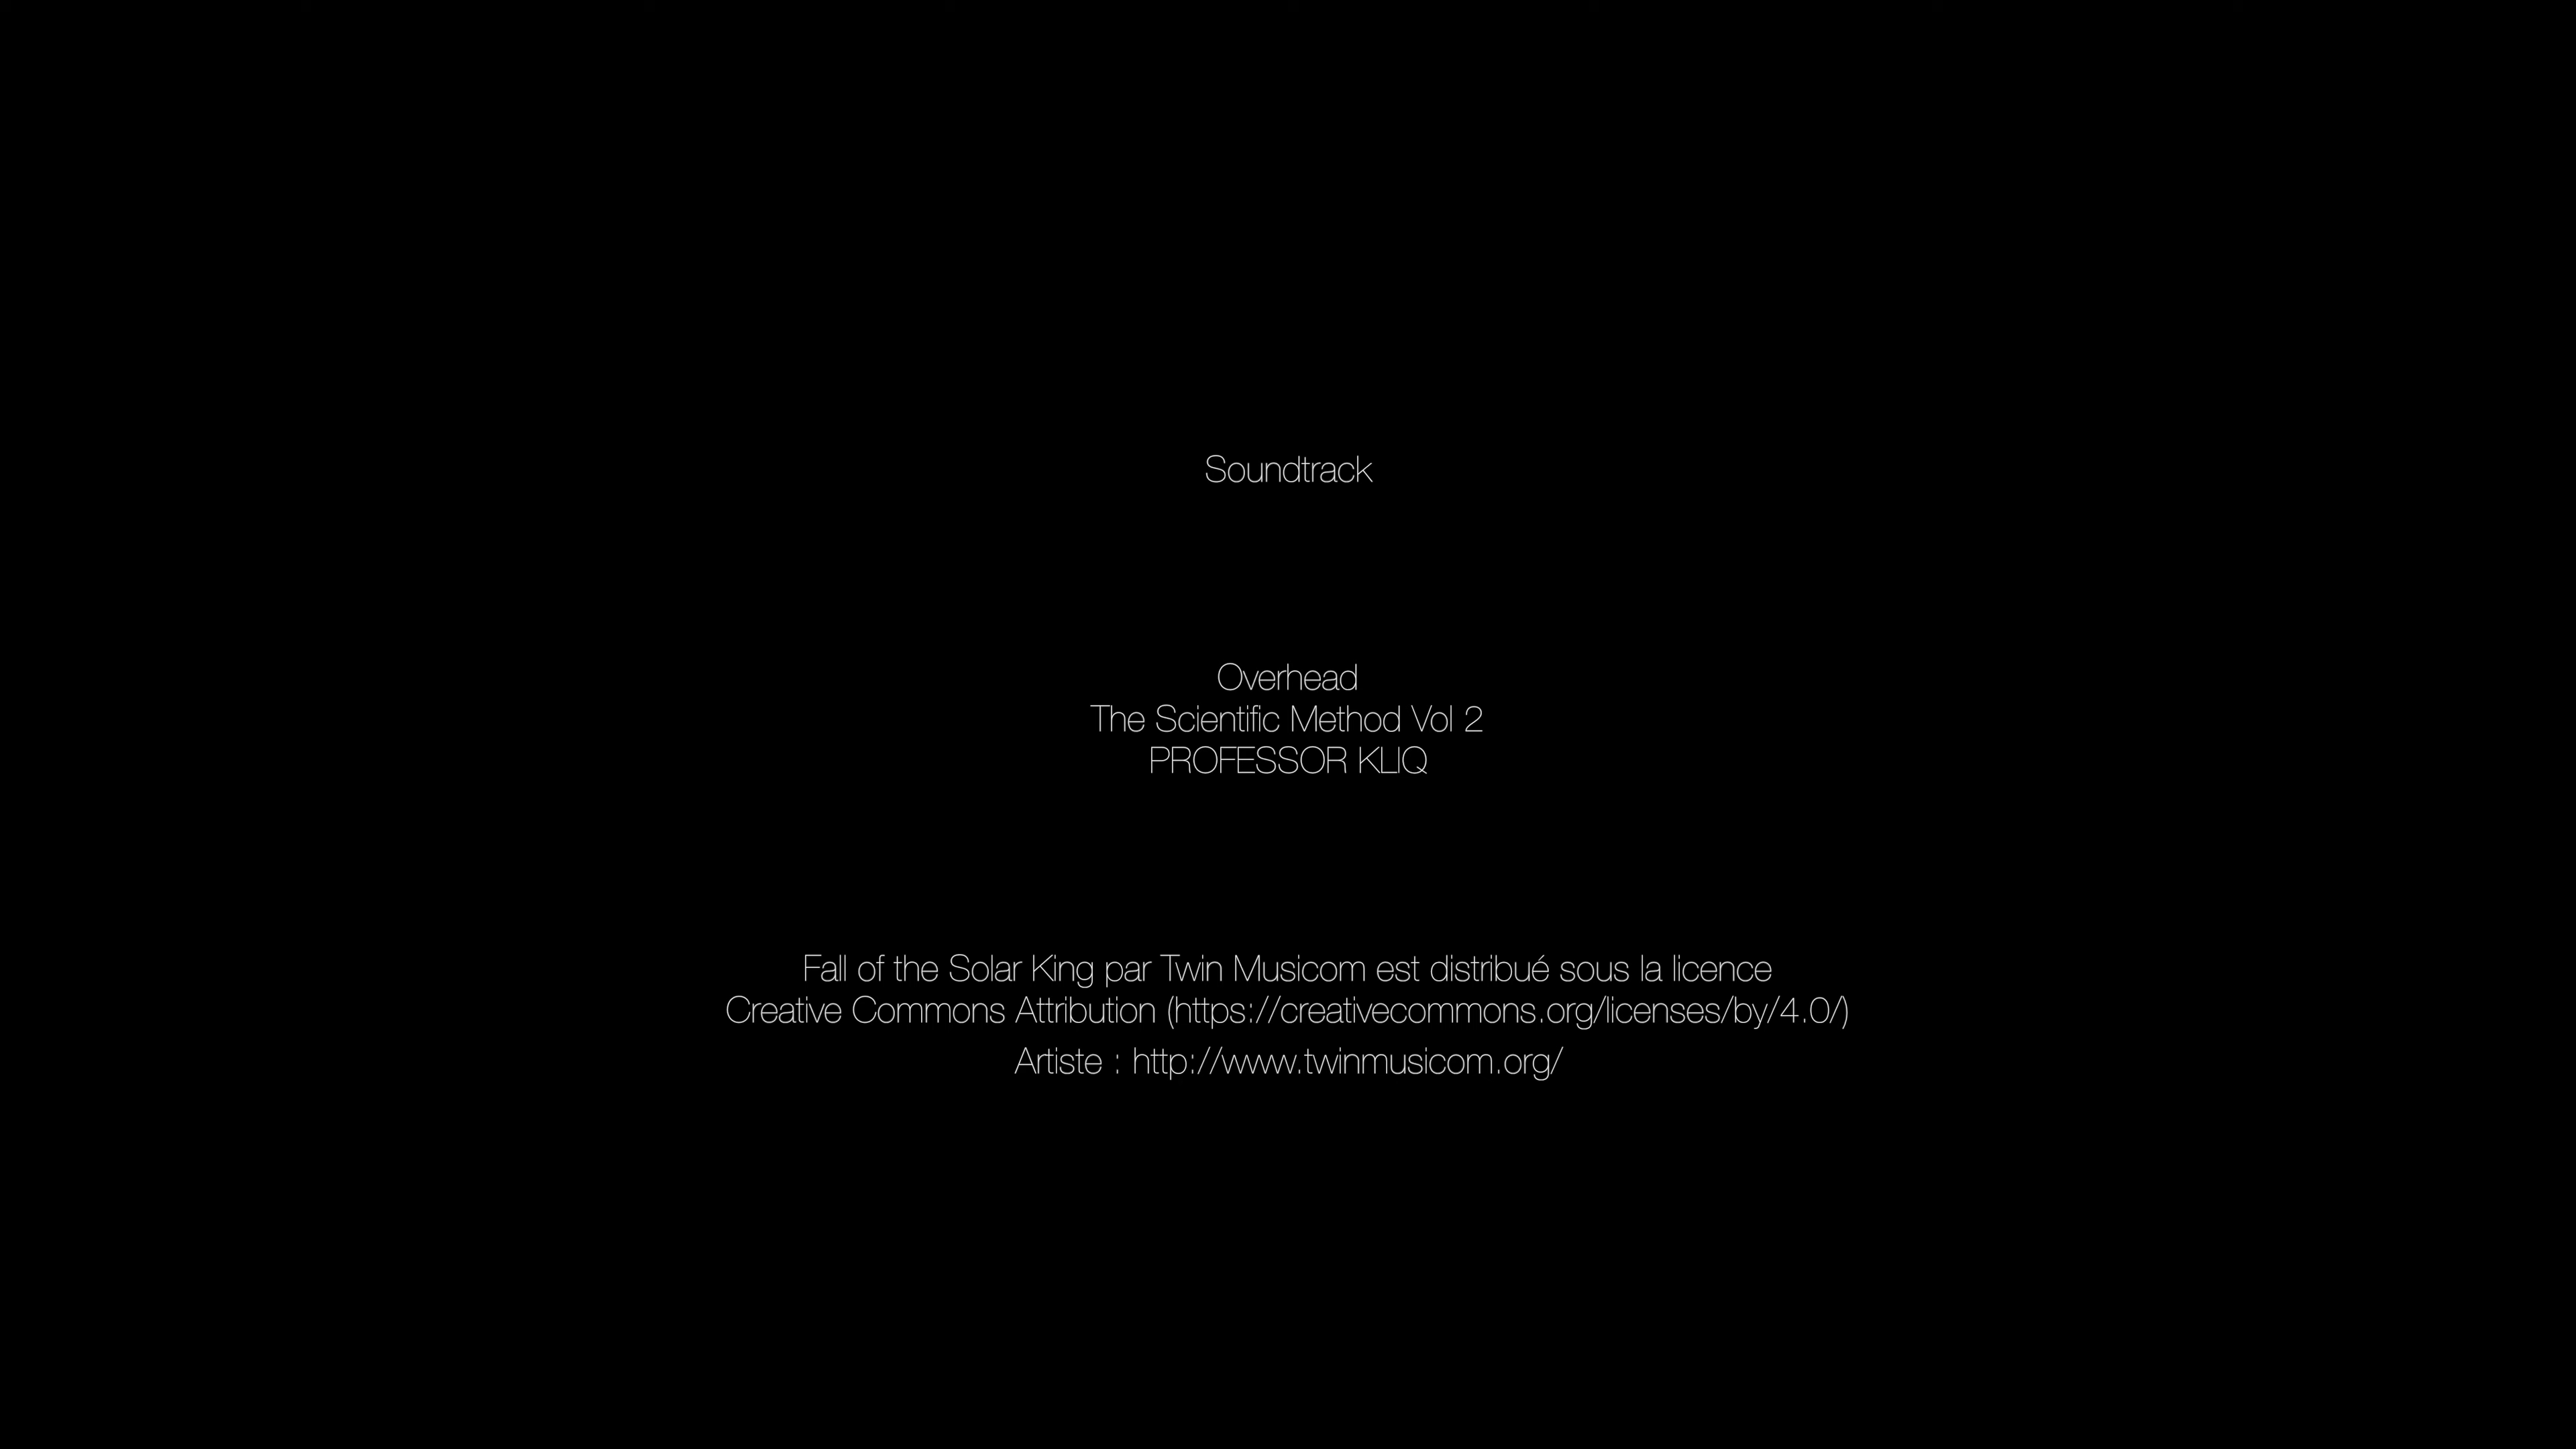 Soundtrack
Overhead
The Scientific Method Vol 2
PROFESSOR KLIQ
Fall of the Solar King par Twin Musicom est distribué sous la licence
Creative Commons Attribution (https://creativecommons.org/licenses/by/4.0/)
Artiste : http://www.twinmusicom.org/